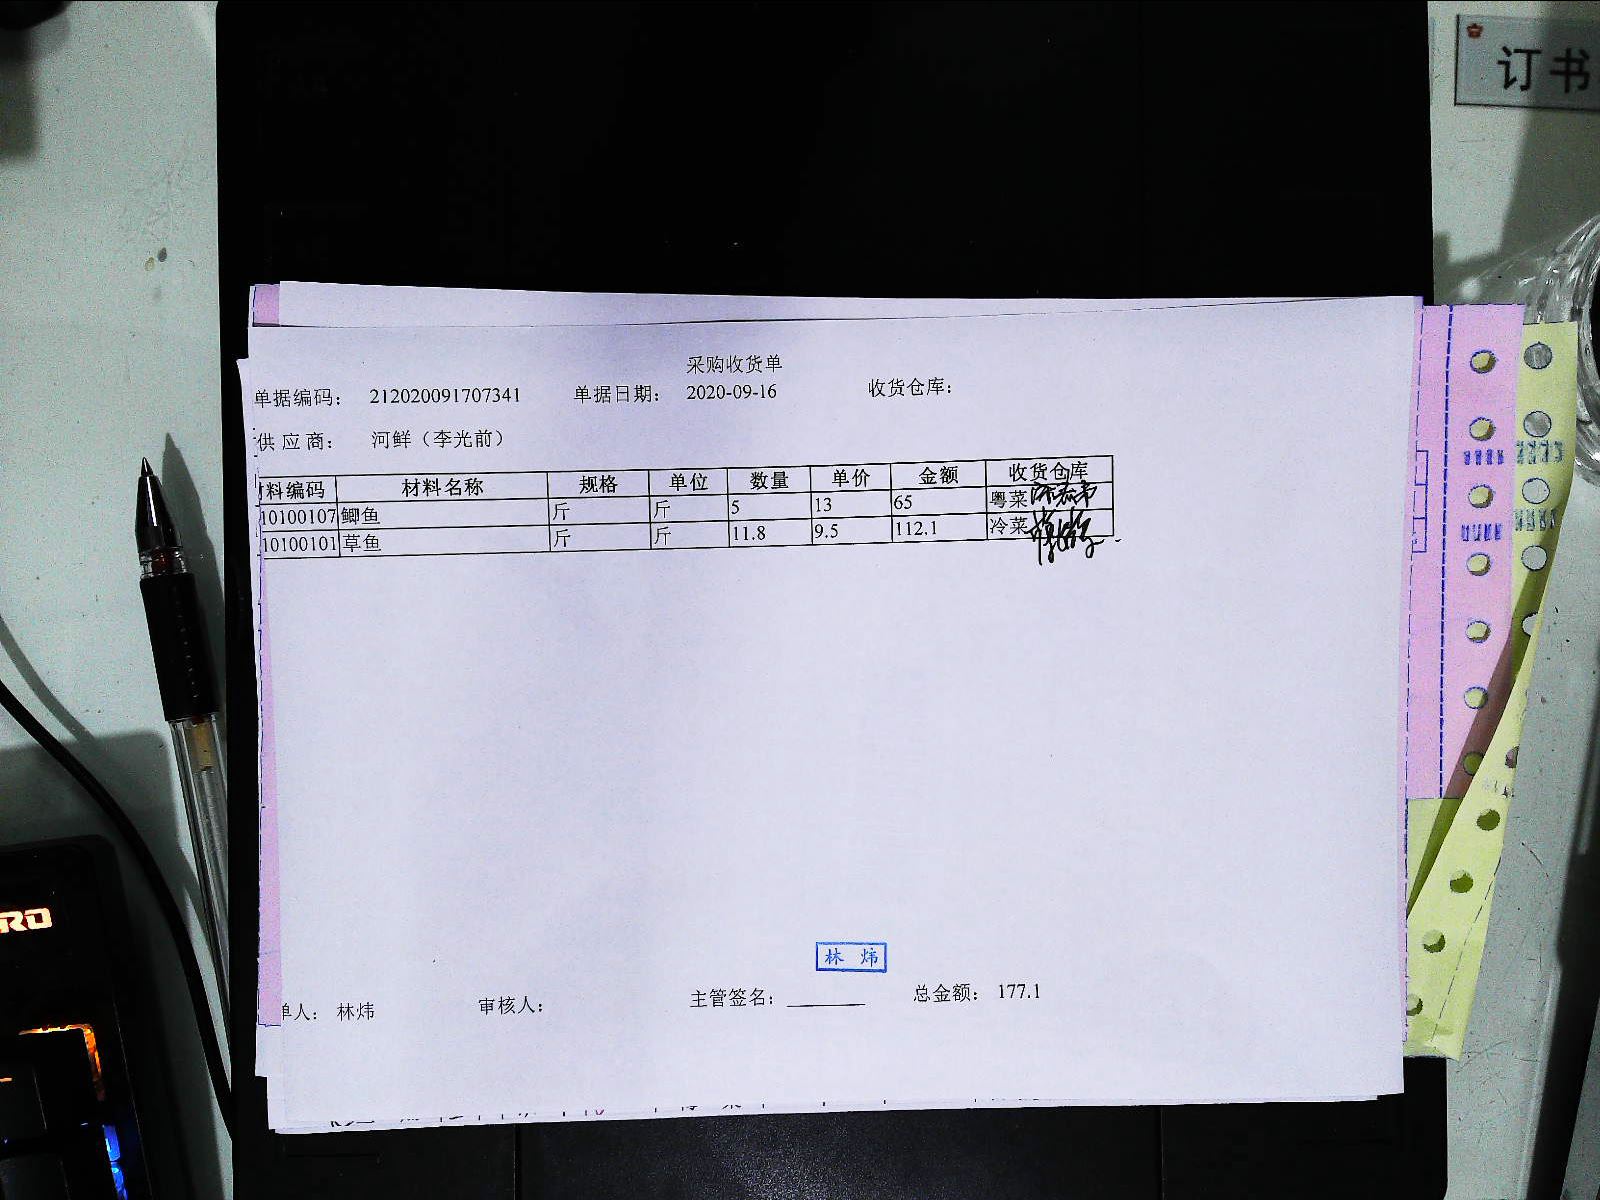 订书
采购收货单
单据编码： 212020091707341 单据日期： 2020-09-16 收货仓库：
供应商： 河鲜（李光前）
料编码 材料名称 规格 单位 数量 单价 金额 收货仓库
10100107 鲫鱼 斤 斤 5 13 65 粤菜
10100101 草鱼 斤 斤 11.8 9.5 112.1 冷菜
林炜
单人： 林炜 审核人： 主管签名： 总金额： 177.1
RD